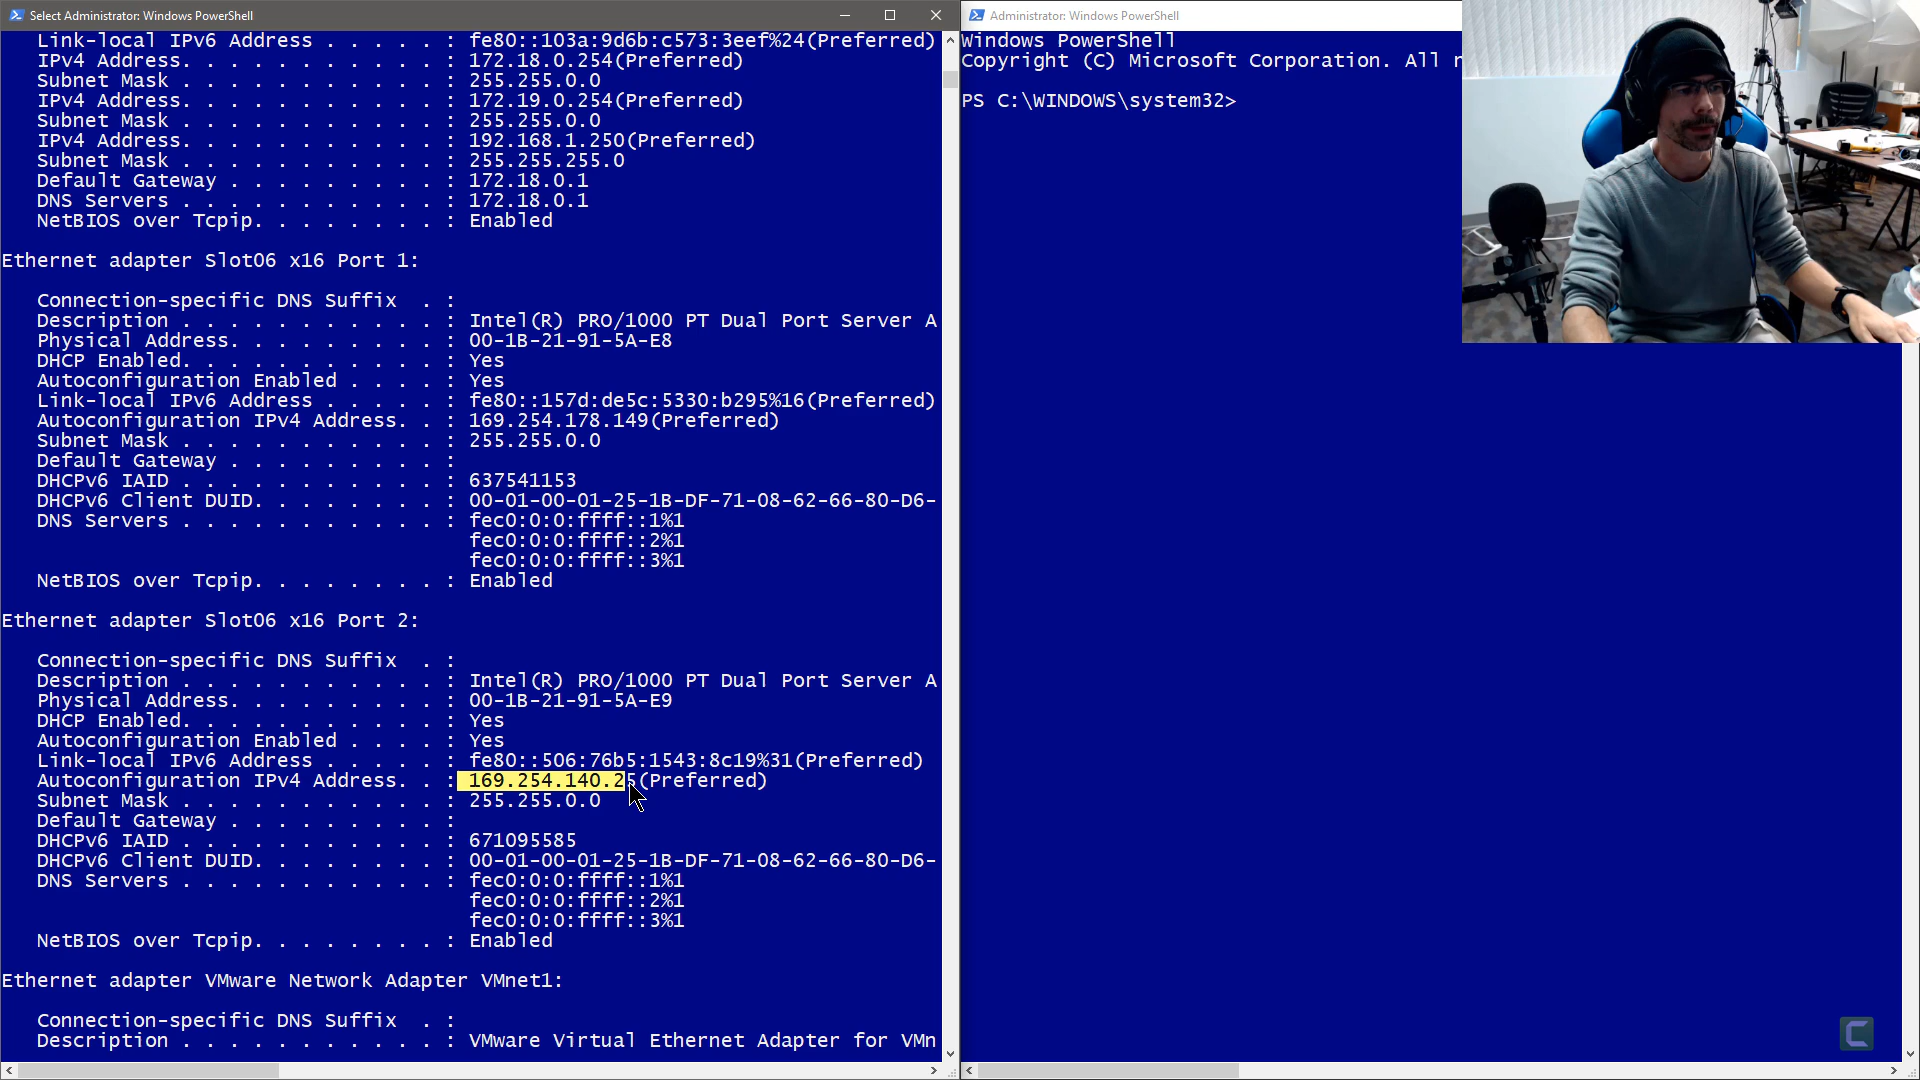 Select Administrator: Windows PowerShell
Link-local IPv6 Address . . . . . : fe80::103a:9d6b:c573:3eef%24(Preferred)
IPv4 Address. . . . . . . . . . . : 172.18.0.254(Preferred)
Subnet Mask . . . . . . . . . . . : 255.255.0.0
IPv4 Address. . . . . . . . . . . : 172.19.0.254(Preferred)
Subnet Mask . . . . . . . . . . . : 255.255.0.0
IPv4 Address. . . . . . . . . . . : 192.168.1.250(Preferred)
Subnet Mask . . . . . . . . . . . : 255.255.255.0
Default Gateway . . . . . . . . . : 172.18.0.1
DNS Servers . . . . . . . . . . . : 172.18.0.1
NetBIOS over Tcpip. . . . . . . . : Enabled
Ethernet adapter Slot06 x16 Port 1:
Connection-specific DNS Suffix  . :
Description . . . . . . . . . . . : Intel(R) PRO/1000 PT Dual Port Server A
Physical Address. . . . . . . . . : 00-1B-21-91-5A-E8
DHCP Enabled. . . . . . . . . . . : Yes
Autoconfiguration Enabled . . . . : Yes
Link-local IPv6 Address . . . . . : fe80::157d:de5c:5330:b295%16(Preferred)
Autoconfiguration IPv4 Address. . : 169.254.178.149(Preferred)
Subnet Mask . . . . . . . . . . . : 255.255.0.0
Default Gateway . . . . . . . . . :
DHCPv6 IAID . . . . . . . . . . . : 637541153
DHCPv6 Client DUID. . . . . . . . : 00-01-00-01-25-1B-DF-71-08-62-66-80-D6-
DNS Servers . . . . . . . . . . . : fec0:0:0:ffff::1%1
fec0:0:0:ffff::2%1
fec0:0:0:ffff::3%1
NetBIOS over Tcpip. . . . . . . . : Enabled
Ethernet adapter Slot06 x16 Port 2:
Connection-specific DNS Suffix  . :
Description . . . . . . . . . . . : Intel(R) PRO/1000 PT Dual Port Server A
Physical Address. . . . . . . . . : 00-1B-21-91-5A-E9
DHCP Enabled. . . . . . . . . . . : Yes
Autoconfiguration Enabled . . . . : Yes
Link-local IPv6 Address . . . . . : fe80::506:76b5:1543:8c19%31(Preferred)
Autoconfiguration IPv4 Address. . : 169.254.140.25(Preferred)
Subnet Mask . . . . . . . . . . . : 255.255.0.0
Default Gateway . . . . . . . . . :
DHCPv6 IAID . . . . . . . . . . . : 671095585
DHCPv6 Client DUID. . . . . . . . : 00-01-00-01-25-1B-DF-71-08-62-66-80-D6-
DNS Servers . . . . . . . . . . . : fec0:0:0:ffff::1%1
fec0:0:0:ffff::2%1
fec0:0:0:ffff::3%1
NetBIOS over Tcpip. . . . . . . . : Enabled
Ethernet adapter VMware Network Adapter VMnet1:
Connection-specific DNS Suffix  . :
Description . . . . . . . . . . . : VMware Virtual Ethernet Adapter for VMn
Administrator: Windows PowerShell
Windows PowerShell
Copyright (C) Microsoft Corporation. All r
PS C:\WINDOWS\system32>